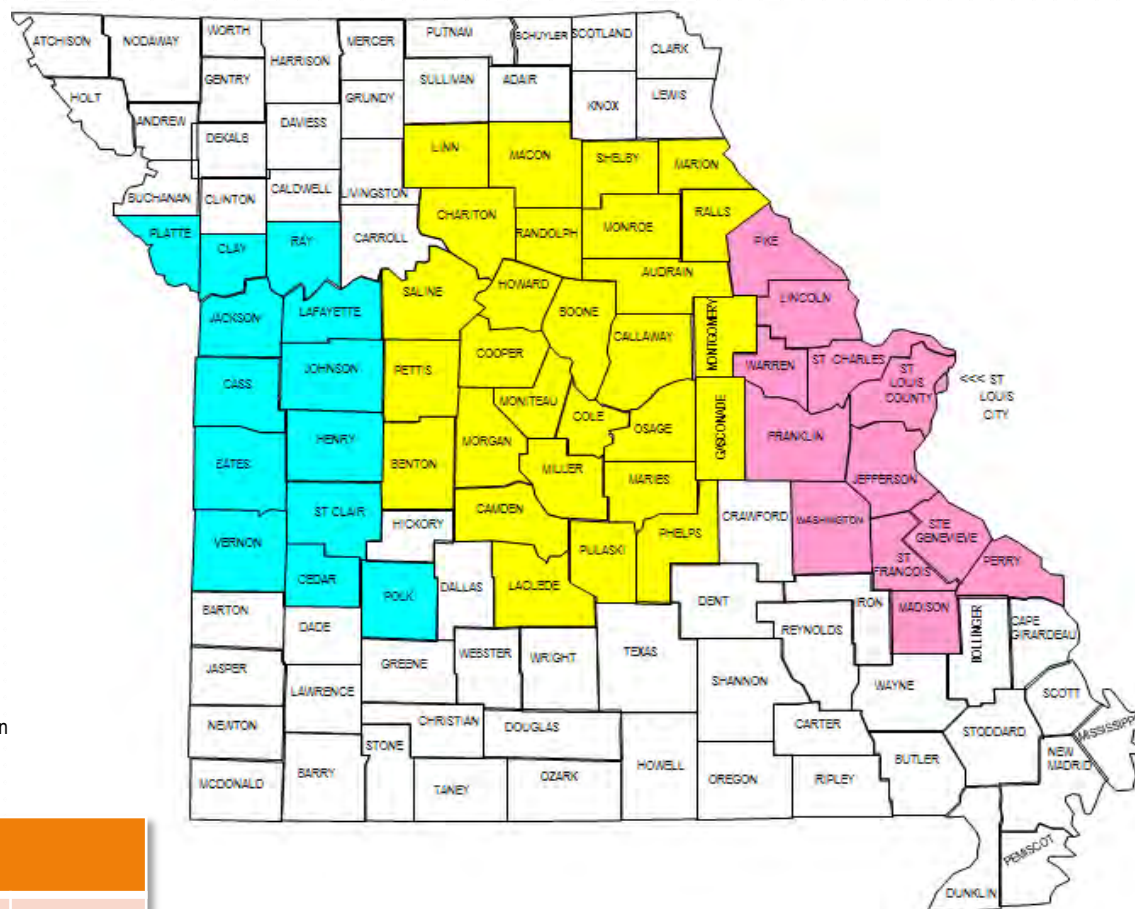 ATCHISON
NODAWAY
WORTH
HARRISON
MERCER
PUTNAM
SCHUYLER
SCOTLAND
CLARK
HOLT
GENTRY
GRUNDY
SULLIVAN
ADAIR
KNOX
LEWIS
ANDREW
DEKALB
DAVIESS
LINN
MACON
SHELBY
MARION
BUCHANAN
CLINTON
CALDWELL
LIVINGSTON
CHARITON
RANDOLPH
MONROE
RALLS
PLATTE
CLAY
RAY
CARROLL
PIKE
AUDRAIN
SALINE
HOWARD
BOONE
LINCOLN
JACKSON
LAFAYETTE
CALLAWAY
MONTGOMERY
COOPER
WARREN
ST CHARLES
ST
LOUIS
COUNTY
<<< ST
LOUIS
CITY
CASS
JOHNSON
PETTIS
MONITEAU
COLE
OSAGE
GASCONADE
FRANKLIN
MORGAN
HENRY
BENTON
MILLER
MARIES
JEFFERSON
EATES
ST CLAIR
CAMDEN
HICKORY
PULASKI
PHELPS
CRAWFORD
WASHINGTON
STE
GENEVIEVE
VERNON
ST
FRANCOIS
PERRY
CEDAR
POLK
DALLAS
LACLEDE
DENT
IRON
MADISON
BOLLINGER
CAPE
GIRARDEAU
BARTON
DADE
REYNOLDS
GREENE
WEBSTER
WRIGHT
TEXAS
JASPER
SHANNON
WAYNE
LAWRENCE
SCOTT
NEWTON
CHRISTIAN
DOUGLAS
CARTER
STODDARD
MISSISSIPP
STONE
NEW
MADRID
BARRY
HOWELL
BUTLER
MCDONALD
TANEY
OZARK
OREGON
RIPLEY
PEMISCOT
DUNKLIN
n